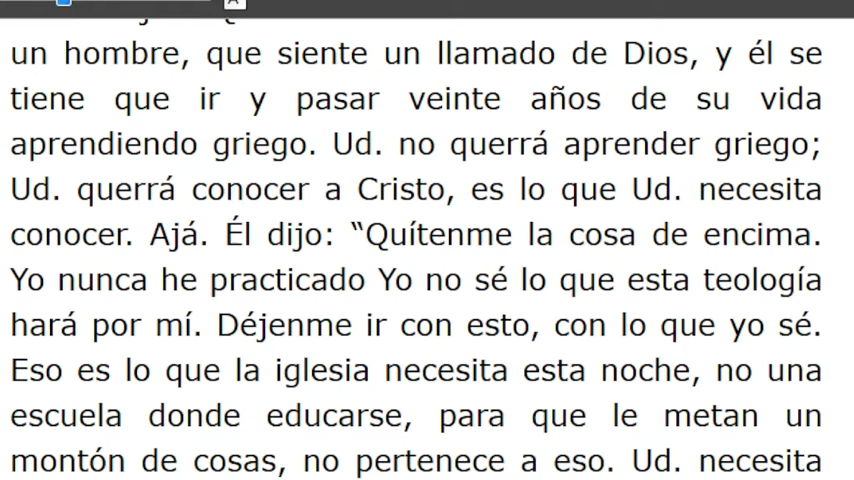 un hombre, que siente un llamado de Dios, y él se
tiene que ir y pasar veinte años de su vida
aprendiendo griego. Ud. no querrá aprender griego;
Ud. querrá conocer a Cristo, es lo que Ud. necesita
conocer. Ajá. Él dijo: “Quítenme la cosa de encima.
Yo nunca he practicado Yo no sé lo que esta teología
hará por mí. Déjenme ir con esto, con lo que yo sé.
Eso es lo que la iglesia necesita esta noche, no una
escuela donde educarse, para que le metan un
montón de cosas, no pertenece a eso. Ud. necesita